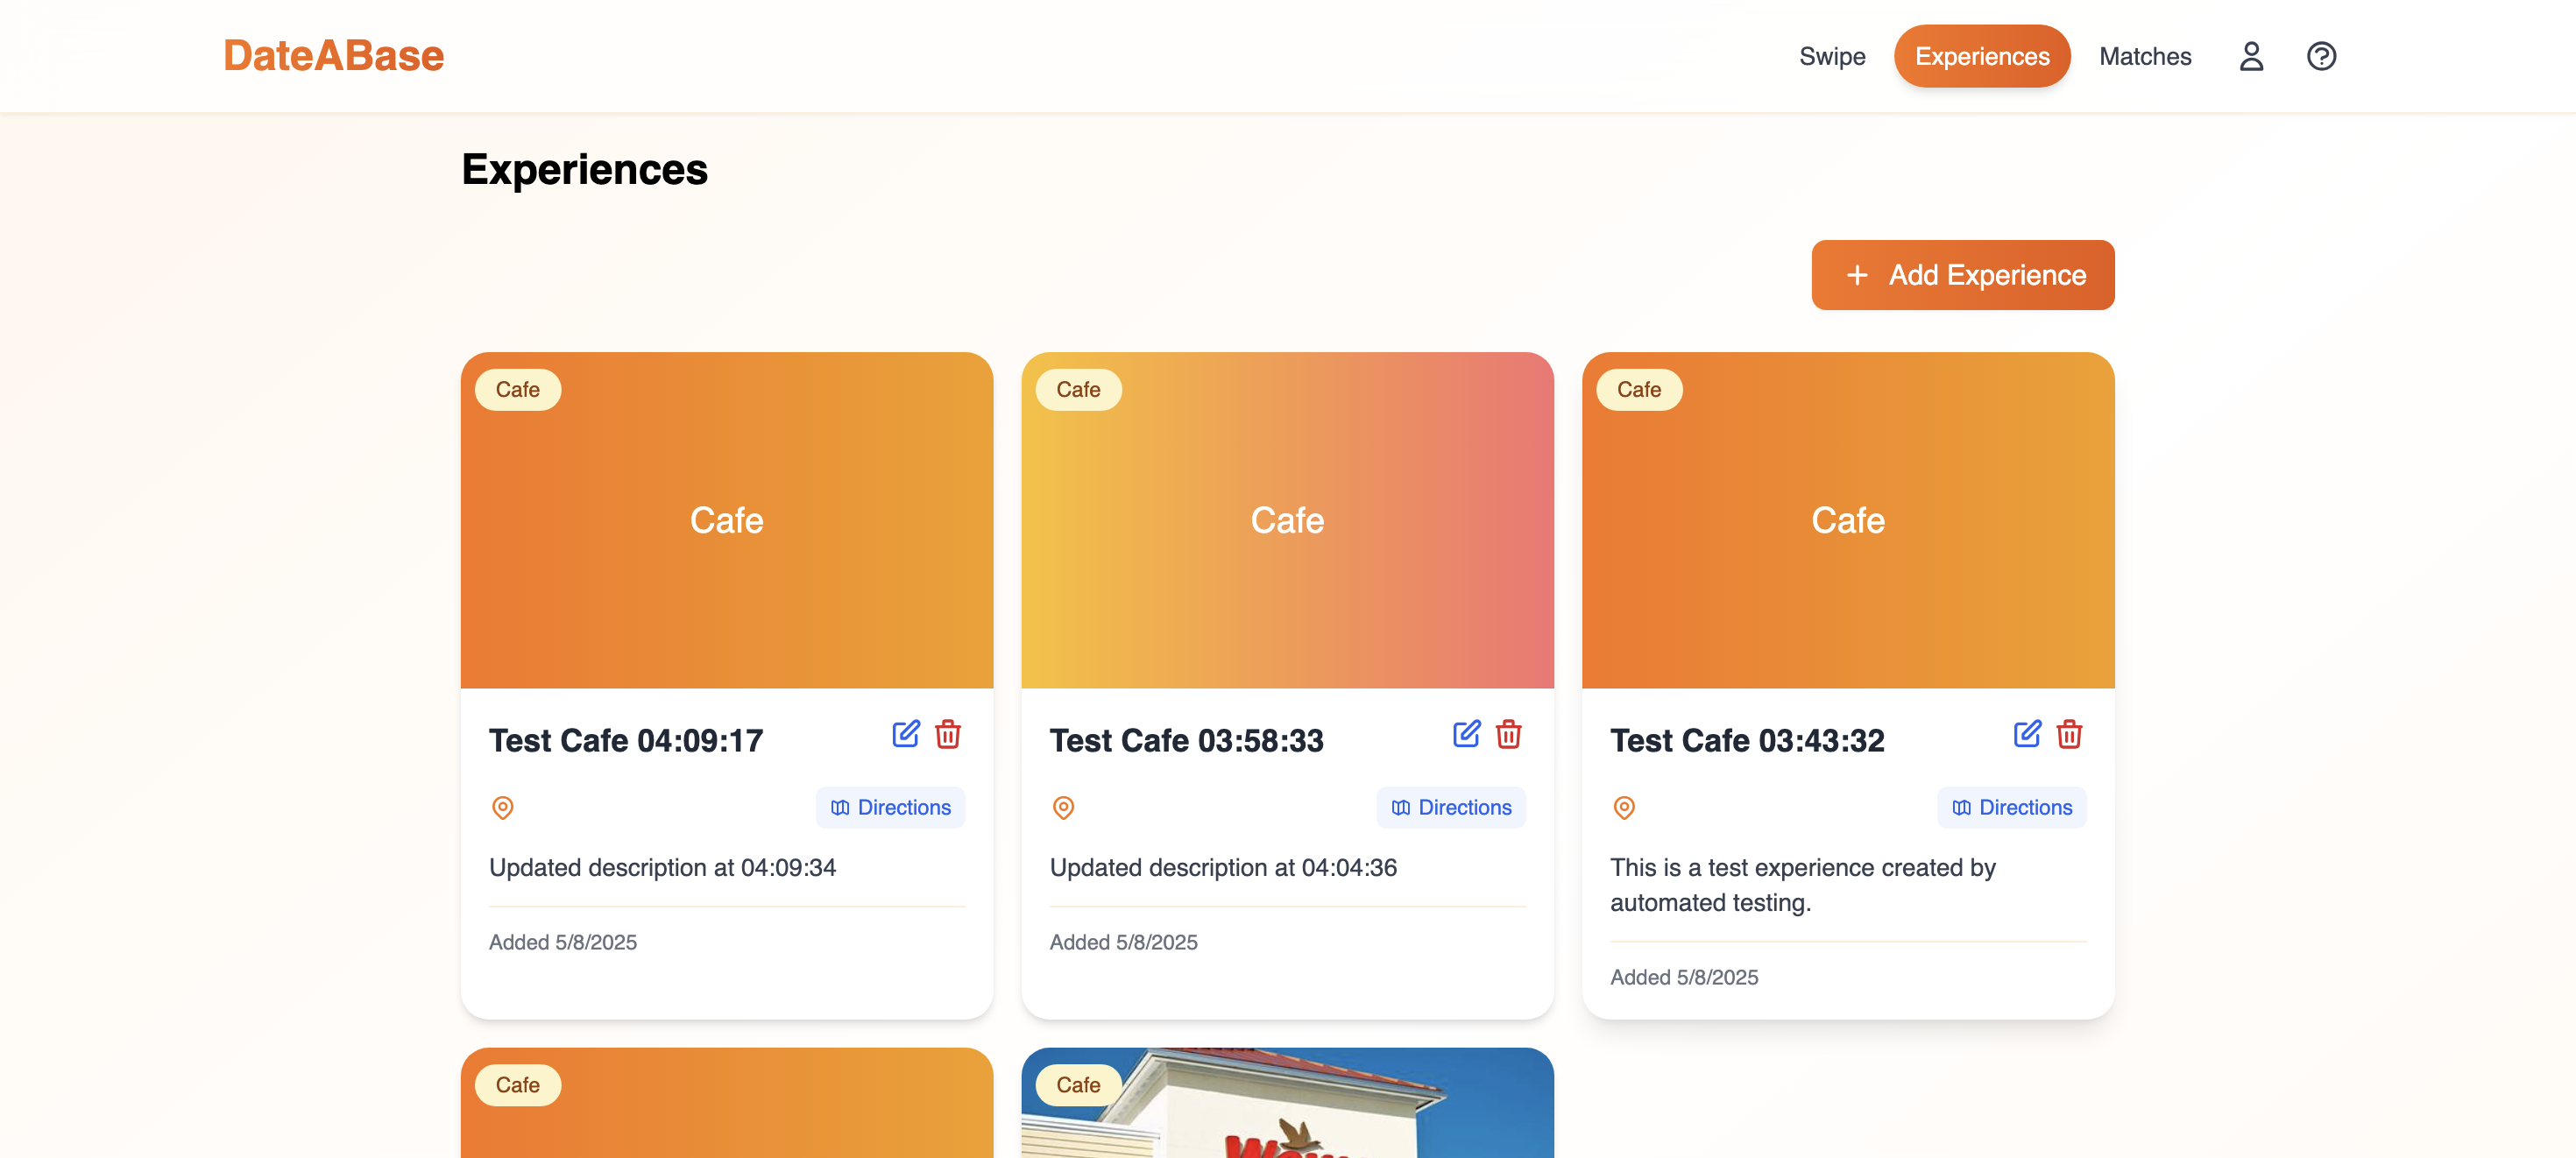 DateABase
Swipe
Experiences
Matches
Experiences
+ Add Experience
Cafe
Cafe
Cafe
Cafe
Cafe
Cafe
Test Cafe 04:09:17
Test Cafe 03:58:33
Test Cafe 03:43:32
Directions
Directions
Directions
Updated description at 04:09:34
Updated description at 04:04:36
This is a test experience created by
automated testing.
Added 5/8/2025
Added 5/8/2025
Added 5/8/2025
Cafe
Cafe